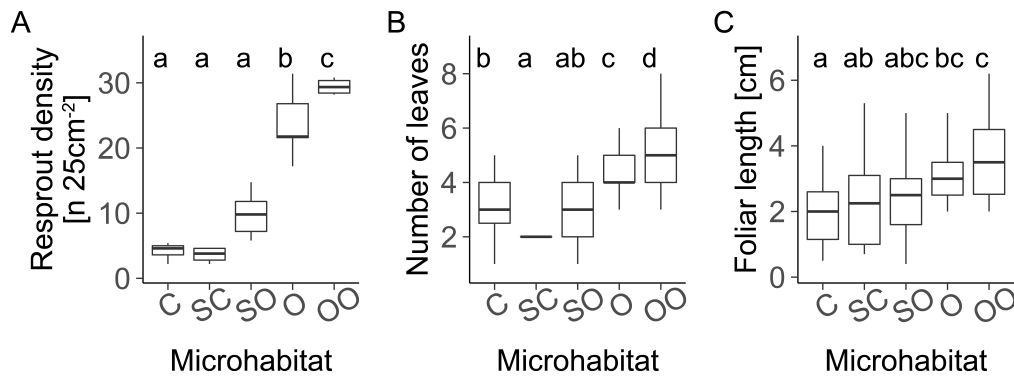 A
a a a b c
Resprout density
[n 25cm-2]
30
20
10
0
C SC SO O OO
Microhabitat
B
b a ab c d
Number of leaves
8
6
4
2
C SC SO O OO
Microhabitat
C
a ab abc bc c
Foliar length [cm]
6
4
2
0
C SC SO O OO
Microhabitat